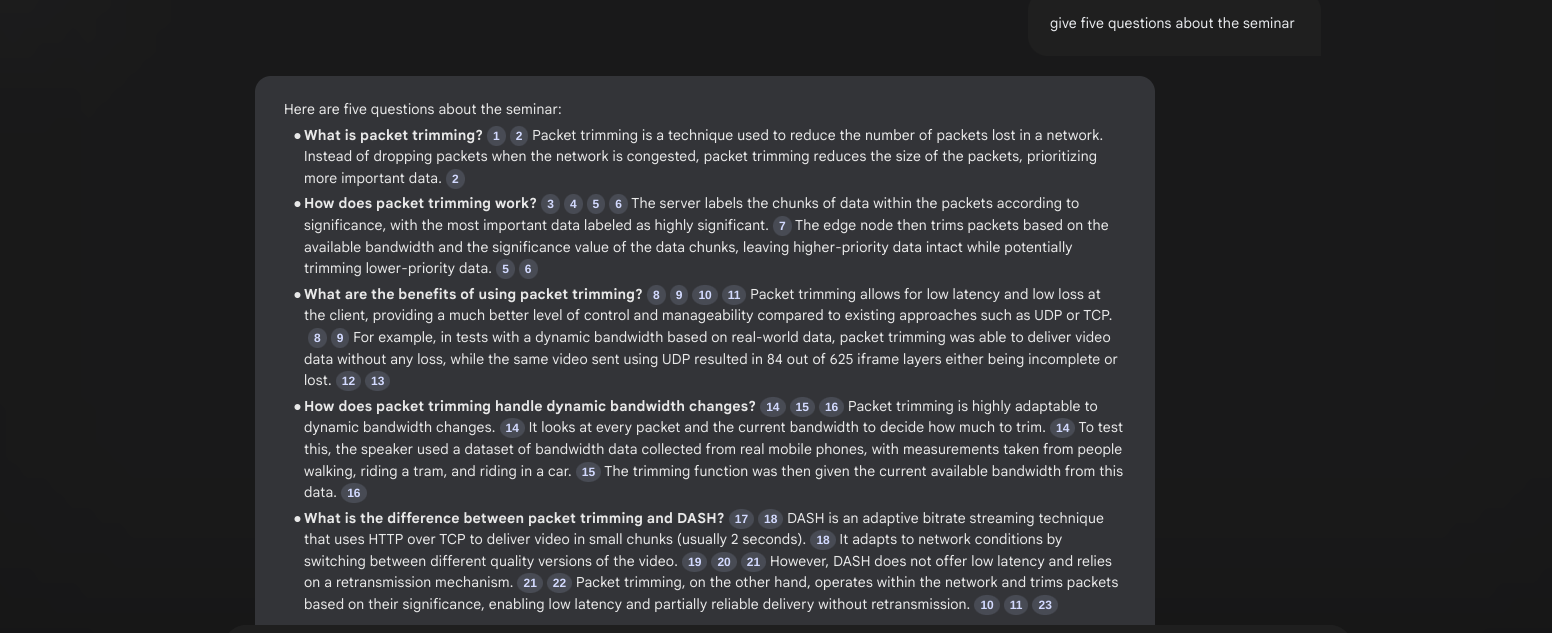 give five questions about the seminar
Here are five questions about the seminar:
• What is packet trimming? 1 2 Packet trimming is a technique used to reduce the number of packets lost in a network.
Instead of dropping packets when the network is congested, packet trimming reduces the size of the packets, prioritizing
more important data. 2
• How does packet trimming work? 3 4 5 6 The server labels the chunks of data within the packets according to
significance, with the most important data labeled as highly significant. 7 The edge node then trims packets based on the
available bandwidth and the significance value of the data chunks, leaving higher-priority data intact while potentially
trimming lower-priority data. 5 6
• What are the benefits of using packet trimming? 8 9 10 11 Packet trimming allows for low latency and low loss at
the client, providing a much better level of control and manageability compared to existing approaches such as UDP or TCP.
8 9 For example, in tests with a dynamic bandwidth based on real-world data, packet trimming was able to deliver video
data without any loss, while the same video sent using UDP resulted in 84 out of 625 iframe layers either being incomplete or
lost. 12 13
• How does packet trimming handle dynamic bandwidth changes? 14 15 16 Packet trimming is highly adaptable to
dynamic bandwidth changes. 14 It looks at every packet and the current bandwidth to decide how much to trim. 14 To test
this, the speaker used a dataset of bandwidth data collected from real mobile phones, with measurements taken from people
walking, riding a tram, and riding in a car. 15 The trimming function was then given the current available bandwidth from this
data. 16
• What is the difference between packet trimming and DASH? 17 18 DASH is an adaptive bitrate streaming technique
that uses HTTP over TCP to deliver video in small chunks (usually 2 seconds). 18 It adapts to network conditions by
switching between different quality versions of the video. 19 20 21 However, DASH does not offer low latency and relies
on a retransmission mechanism. 21 22 Packet trimming, on the other hand, operates within the network and trims packets
based on their significance, enabling low latency and partially reliable delivery without retransmission. 10 11 23